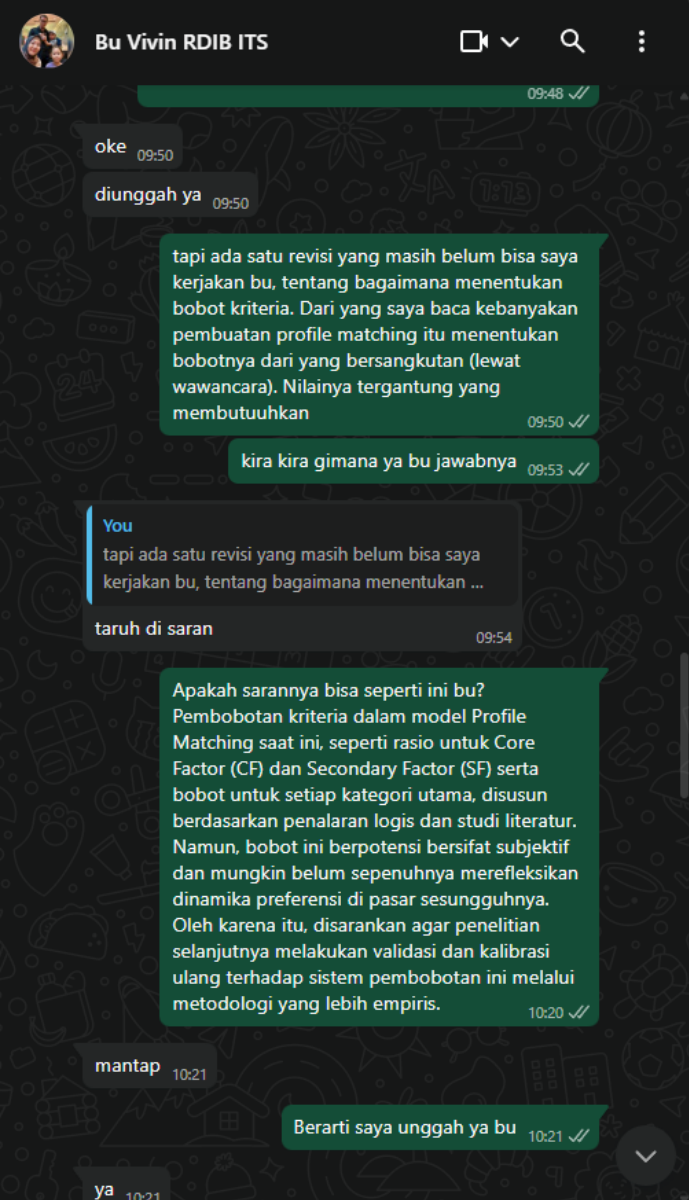 Bu Vivin RDIB ITS
09:48
oke 09:50
diunggah ya 09:50
tapi ada satu revisi yang masih belum bisa saya
kerjakan bu, tentang bagaimana menentukan
bobot kriteria. Dari yang saya baca kebanyakan
pembuatan profile matching itu menentukan
bobotnya dari yang bersangkutan (lewat
wawancara). Nilainya tergantung yang
membutuuhkan 09:50
kira kira gimana ya bu jawabnya 09:53
You
tapi ada satu revisi yang masih belum bisa saya
kerjakan bu, tentang bagaimana menentukan ...
taruh di saran 09:54
Apakah sarannya bisa seperti ini bu?
Pembobotan kriteria dalam model Profile
Matching saat ini, seperti rasio untuk Core
Factor (CF) dan Secondary Factor (SF) serta
bobot untuk setiap kategori utama, disusun
berdasarkan penalaran logis dan studi literatur.
Namun, bobot ini berpotensi bersifat subjektif
dan mungkin belum sepenuhnya merefleksikan
dinamika preferensi di pasar sesungguhnya.
Oleh karena itu, disarankan agar penelitian
selanjutnya melakukan validasi dan kalibrasi
ulang terhadap sistem pembobotan ini melalui
metodologi yang lebih empiris. 10:20
mantap 10:21
Berarti saya unggah ya bu 10:21
ya 10:21